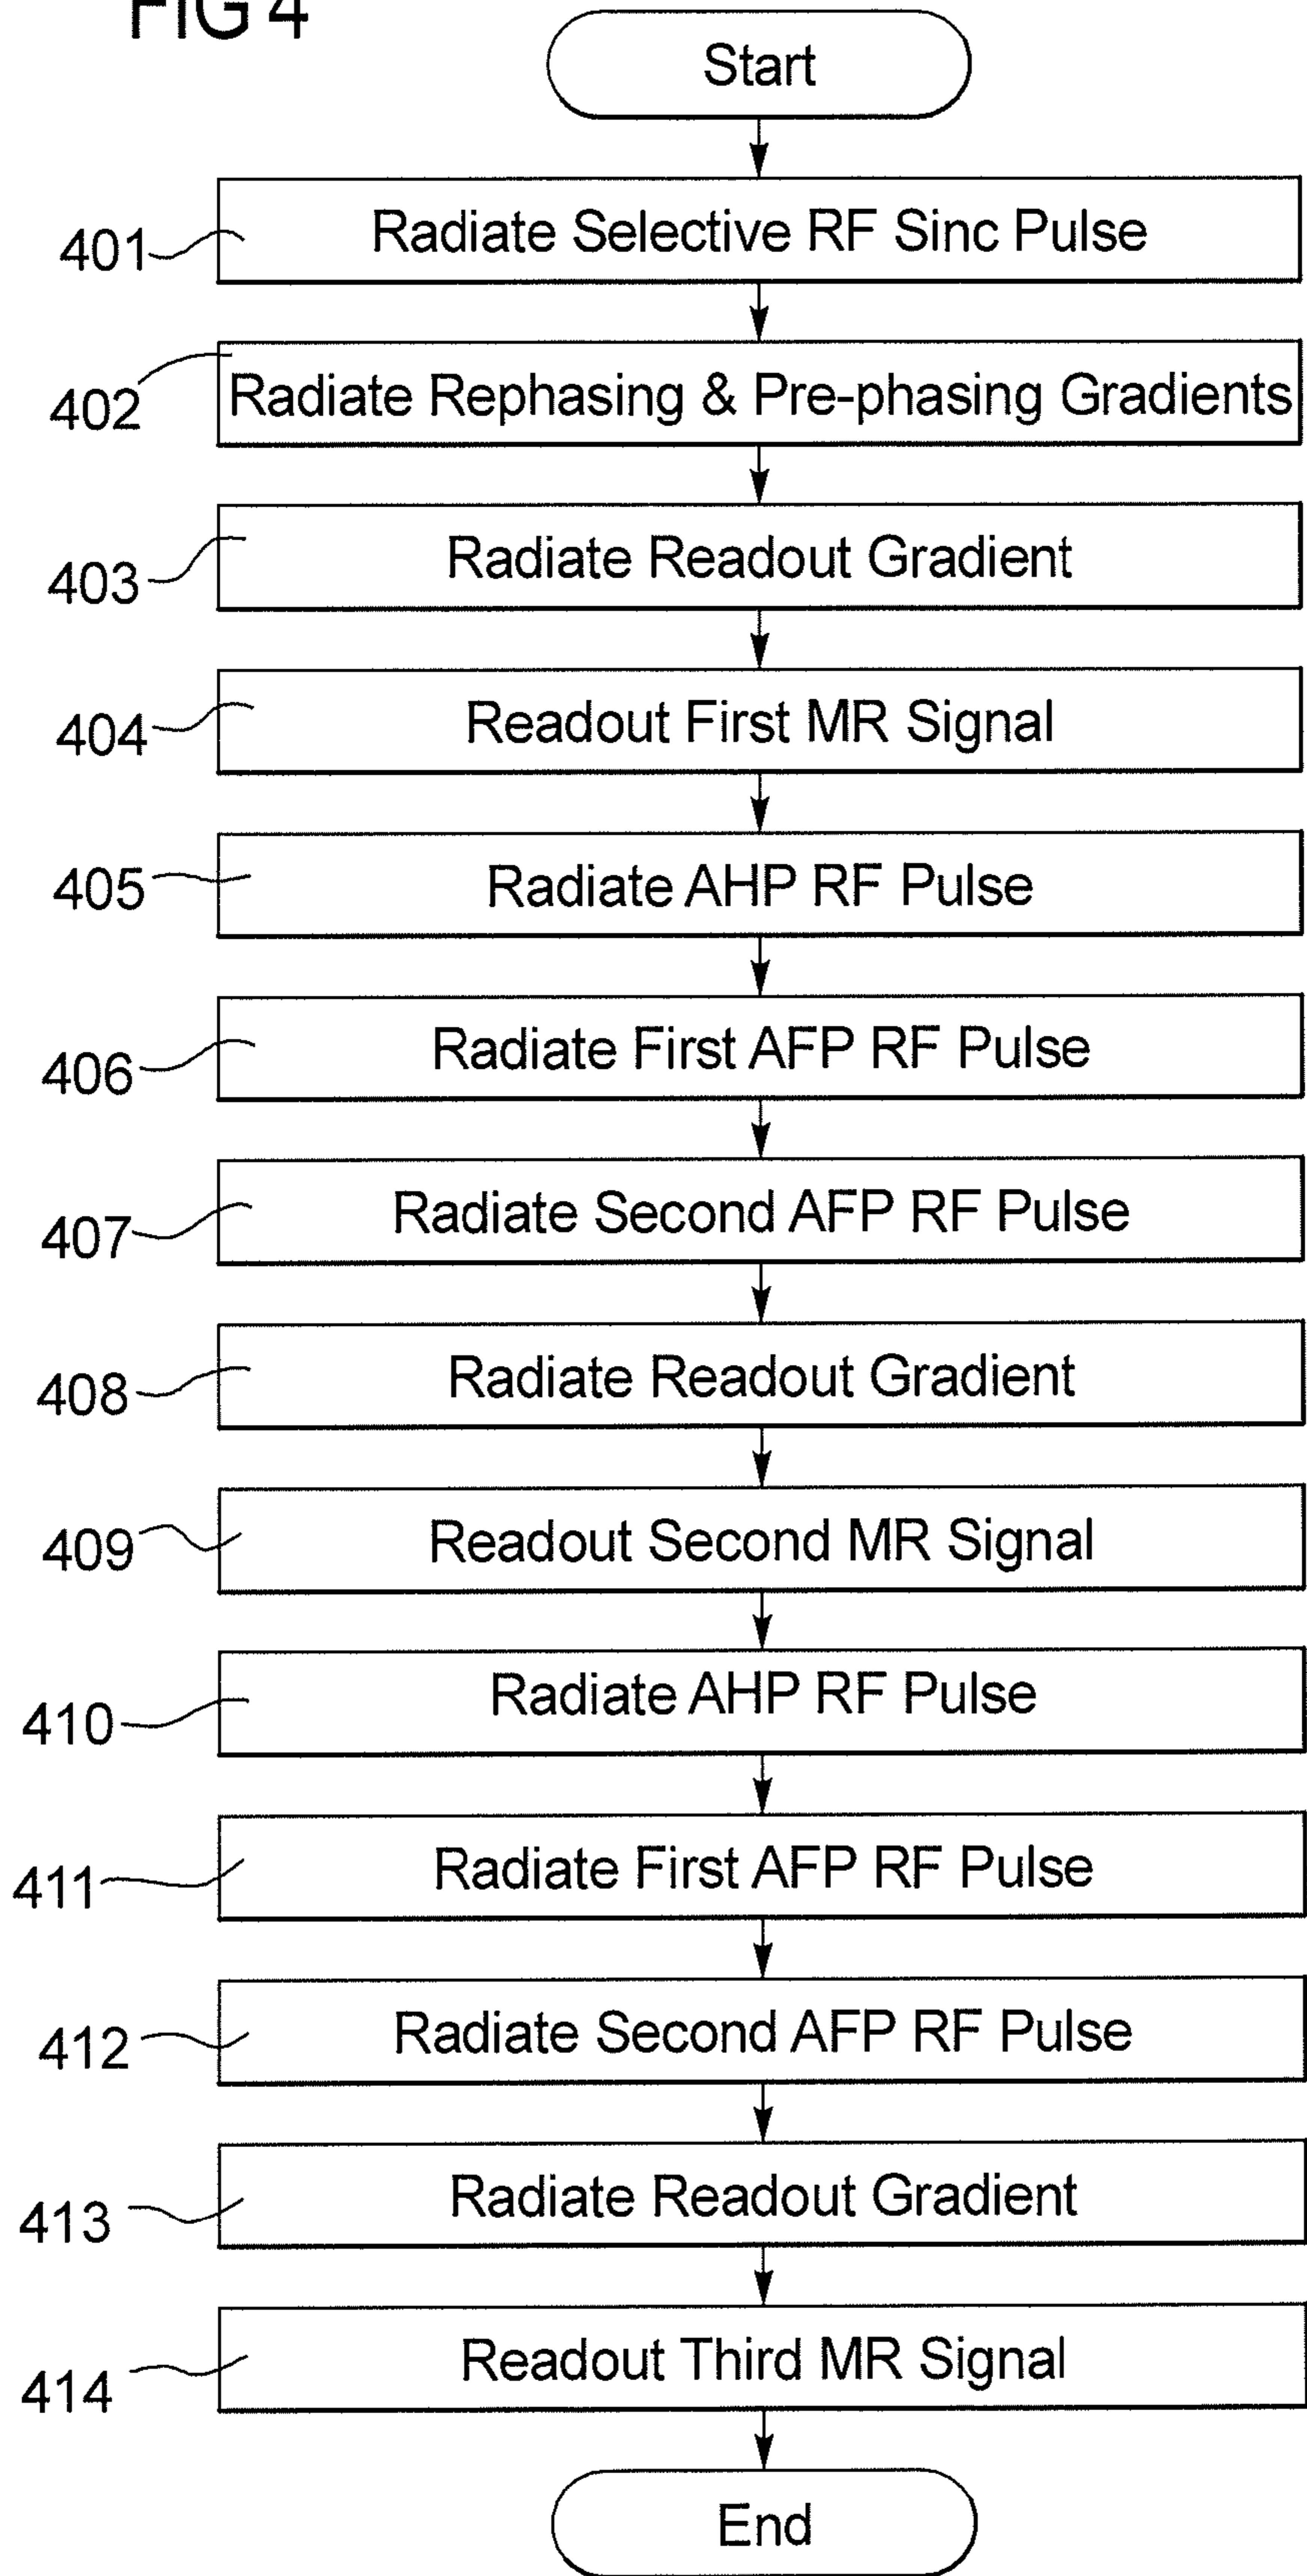 FIG 4
Start
401 Radiate Selective RF Sinc Pulse
402 Radiate Rephasing & Pre-phasing Gradients
403 Radiate Readout Gradient
404 Readout First MR Signal
405 Radiate AHP RF Pulse
406 Radiate First AFP RF Pulse
407 Radiate Second AFP RF Pulse
408 Radiate Readout Gradient
409 Readout Second MR Signal
410 Radiate AHP RF Pulse
411 Radiate First AFP RF Pulse
412 Radiate Second AFP RF Pulse
413 Radiate Readout Gradient
414 Readout Third MR Signal
End